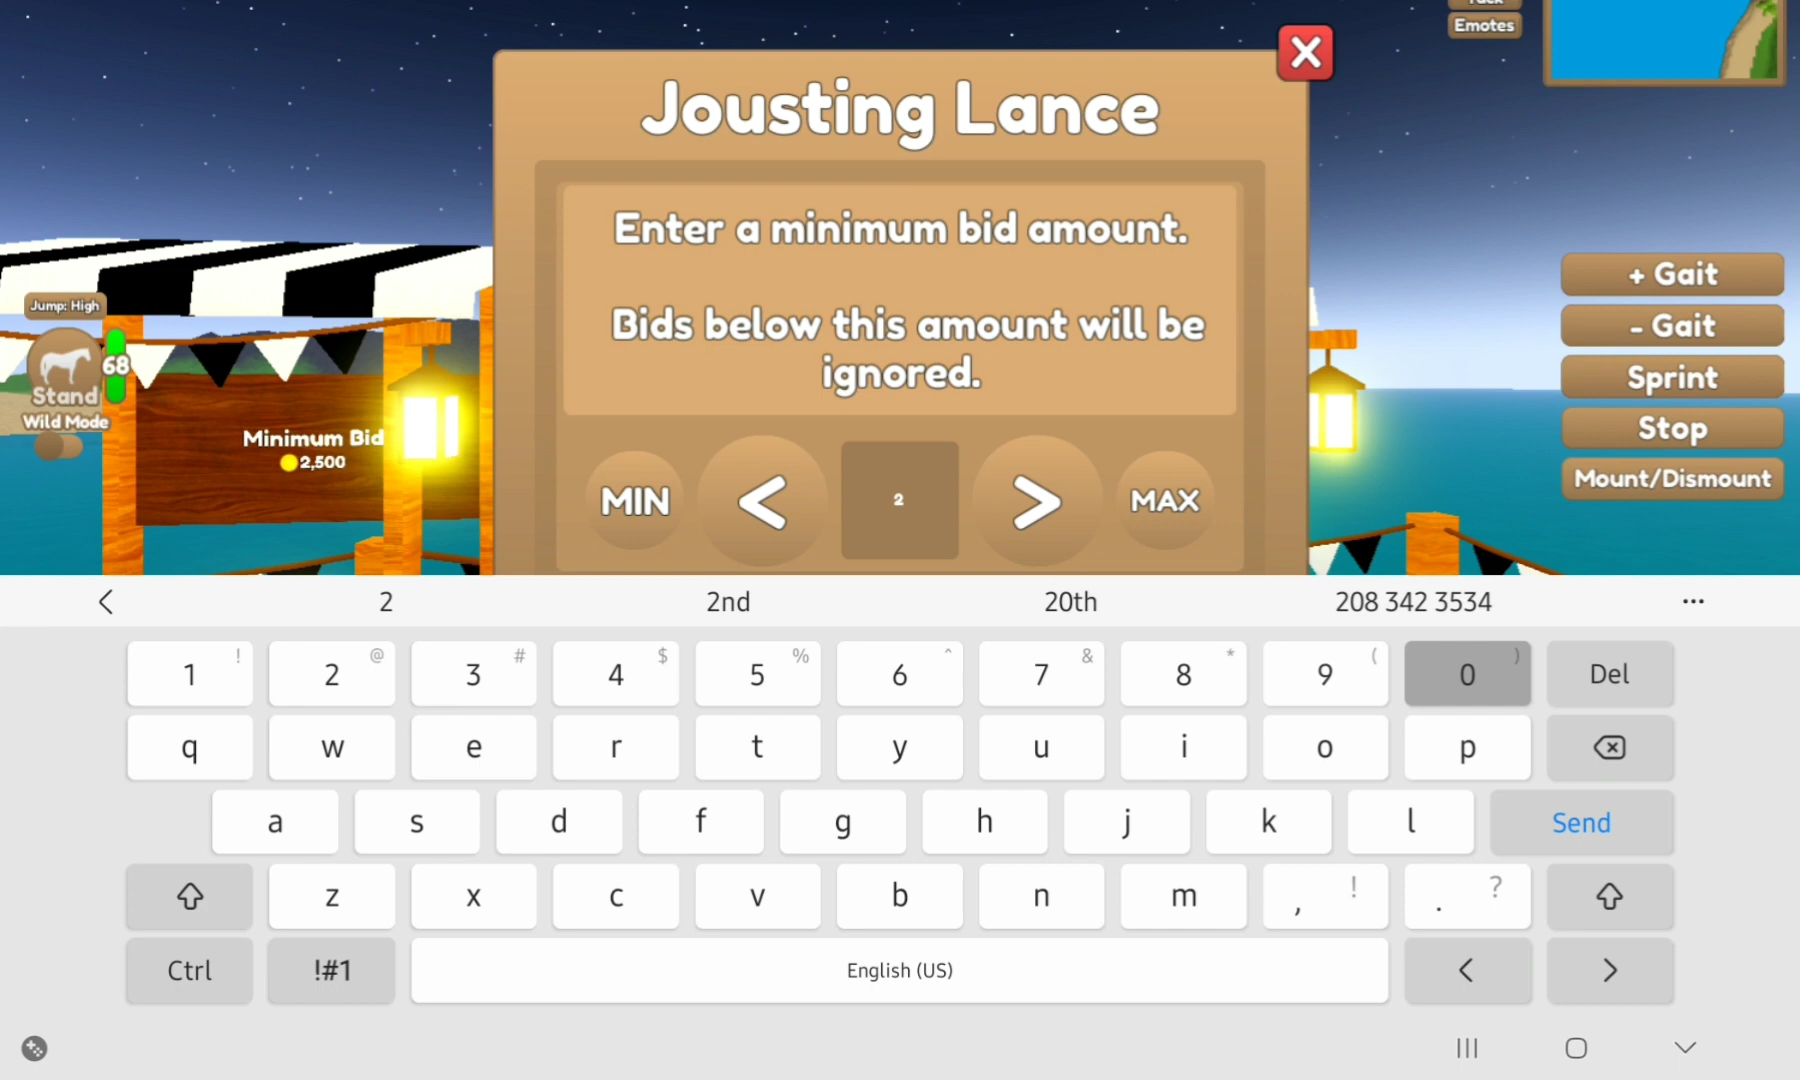 Emotes
Jousting Lance
Enter a minimum bid amount.
Bids below this amount will be
ignored.
Jump: High
68
Stand
Wild Mode
Minimum Bid
2,500
MIN
<
2
>
MAX
+ Gait
- Gait
Sprint
Stop
Mount/Dismount
2 2nd 20th 208 342 3534 ...
1 ! 2 @ 3 # 4 $ 5 % 6 ^ 7 & 8 * 9 ( 0 ) Del
q w e r t y u i o p
a s d f g h j k l Send
z x c v b n m , ! . ?
Ctrl !#1 English (US) < >